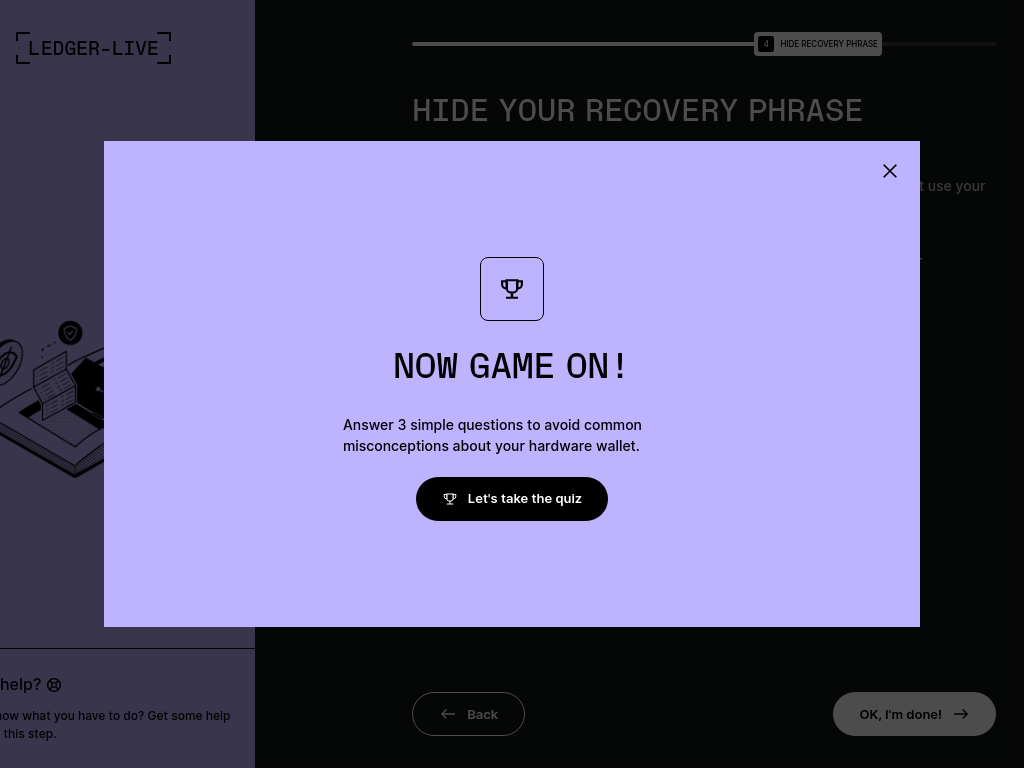 LEDGER-LIVE
4 HIDE RECOVERY PHRASE
HIDE YOUR RECOVERY PHRASE
use your
NOW GAME ON!
Answer 3 simple questions to avoid common
misconceptions about your hardware wallet.
Let's take the quiz
help?
what you have to do? Get some help
this step.
Back
OK, I'm done!